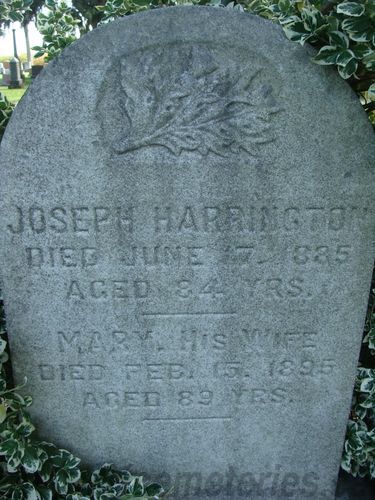 JOSEPH HARRINGTON
DIED JUNE 17, 1885
AGED 84 YRS.
MARY, HIS WIFE
DIED FEB. 15, 1895
AGED 89 YRS.